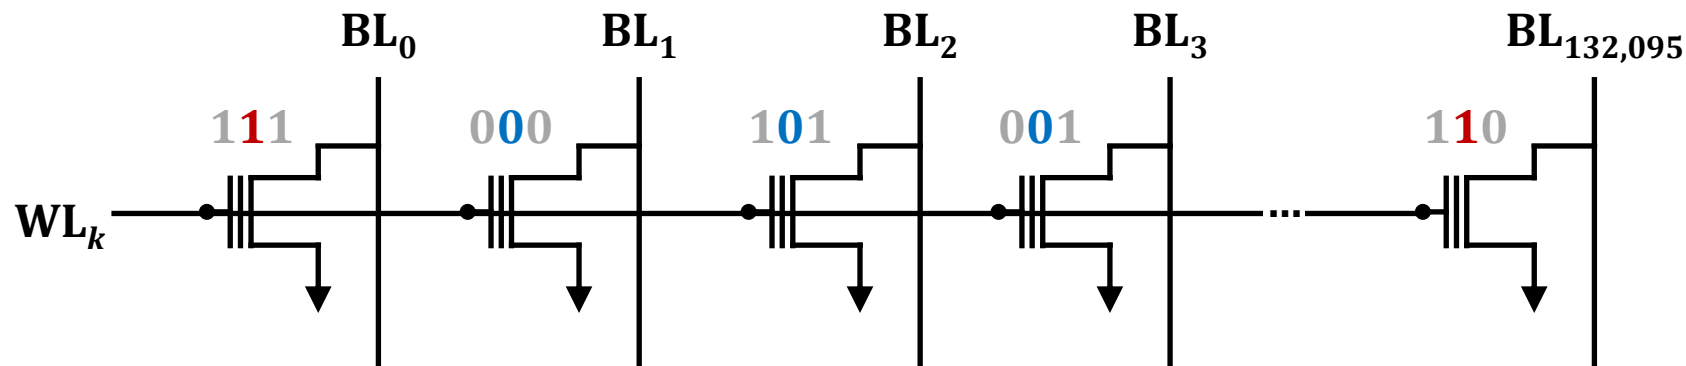 BL₀ BL₁ BL₂ BL₃ BL₁₃₂,₀₉₅
111 000 101 001 110
WLₖ ...